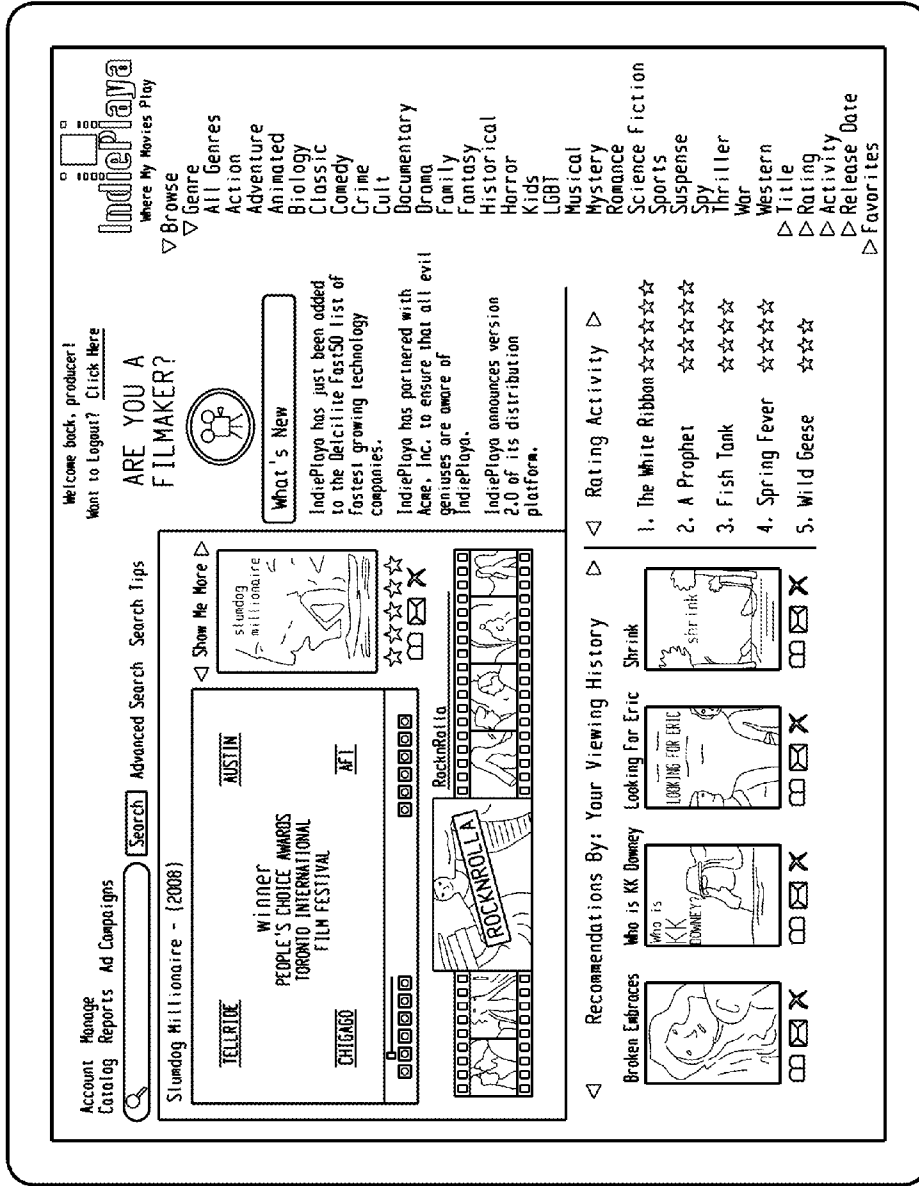 Account Manage
Catalog Reports Ad Campaigns
Search Advanced Search Search Tips
Welcome back, producer!
Want to Logout? Click Here
IndiePlaya
Where My Movies Play
Slumdog Millionaire - (2008)
TELLRIDE
AUSTIN
Winner
PEOPLE'S CHOICE AWARDS
TORONTO INTERNATIONAL
FILM FESTIVAL
CHIGAGO
AFI
Show Me More
slumdog
millionaire
RocknRolla
ROCKNROLLA
ARE YOU A
FILMAKER?
What's New
IndiePlaya has just been added
to the Delcilite Fast50 list of
fastest growing technology
companies.
IndiePlaya has partnered with
Acme, Inc. to ensure that all evil
geniuses are aware of
IndiePlaya.
IndiePlaya announces version
2.0 of its distribution
platform.
Browse
Genre
All Genres
Action
Adventure
Animated
Biology
Classic
Comedy
Crime
Cult
Documentary
Drama
Family
Fantasy
Historical
Horror
Kids
LGBT
Musical
Mystery
Romance
Science Fiction
Sports
Suspense
Spy
Thriller
War
Western
Title
Rating
Activity
Release Date
Favorites
Recommendations By: Your Viewing History
Broken Embraces
Who is KK Downey
Who is
KK
DOWNEY?
Looking For Eric
LOOKING FOR ERIC
Shrink
shrink
Rating Activity
1. The White Ribbon
2. A Prophet
3. Fish Tank
4. Spring Fever
5. Wild Geese